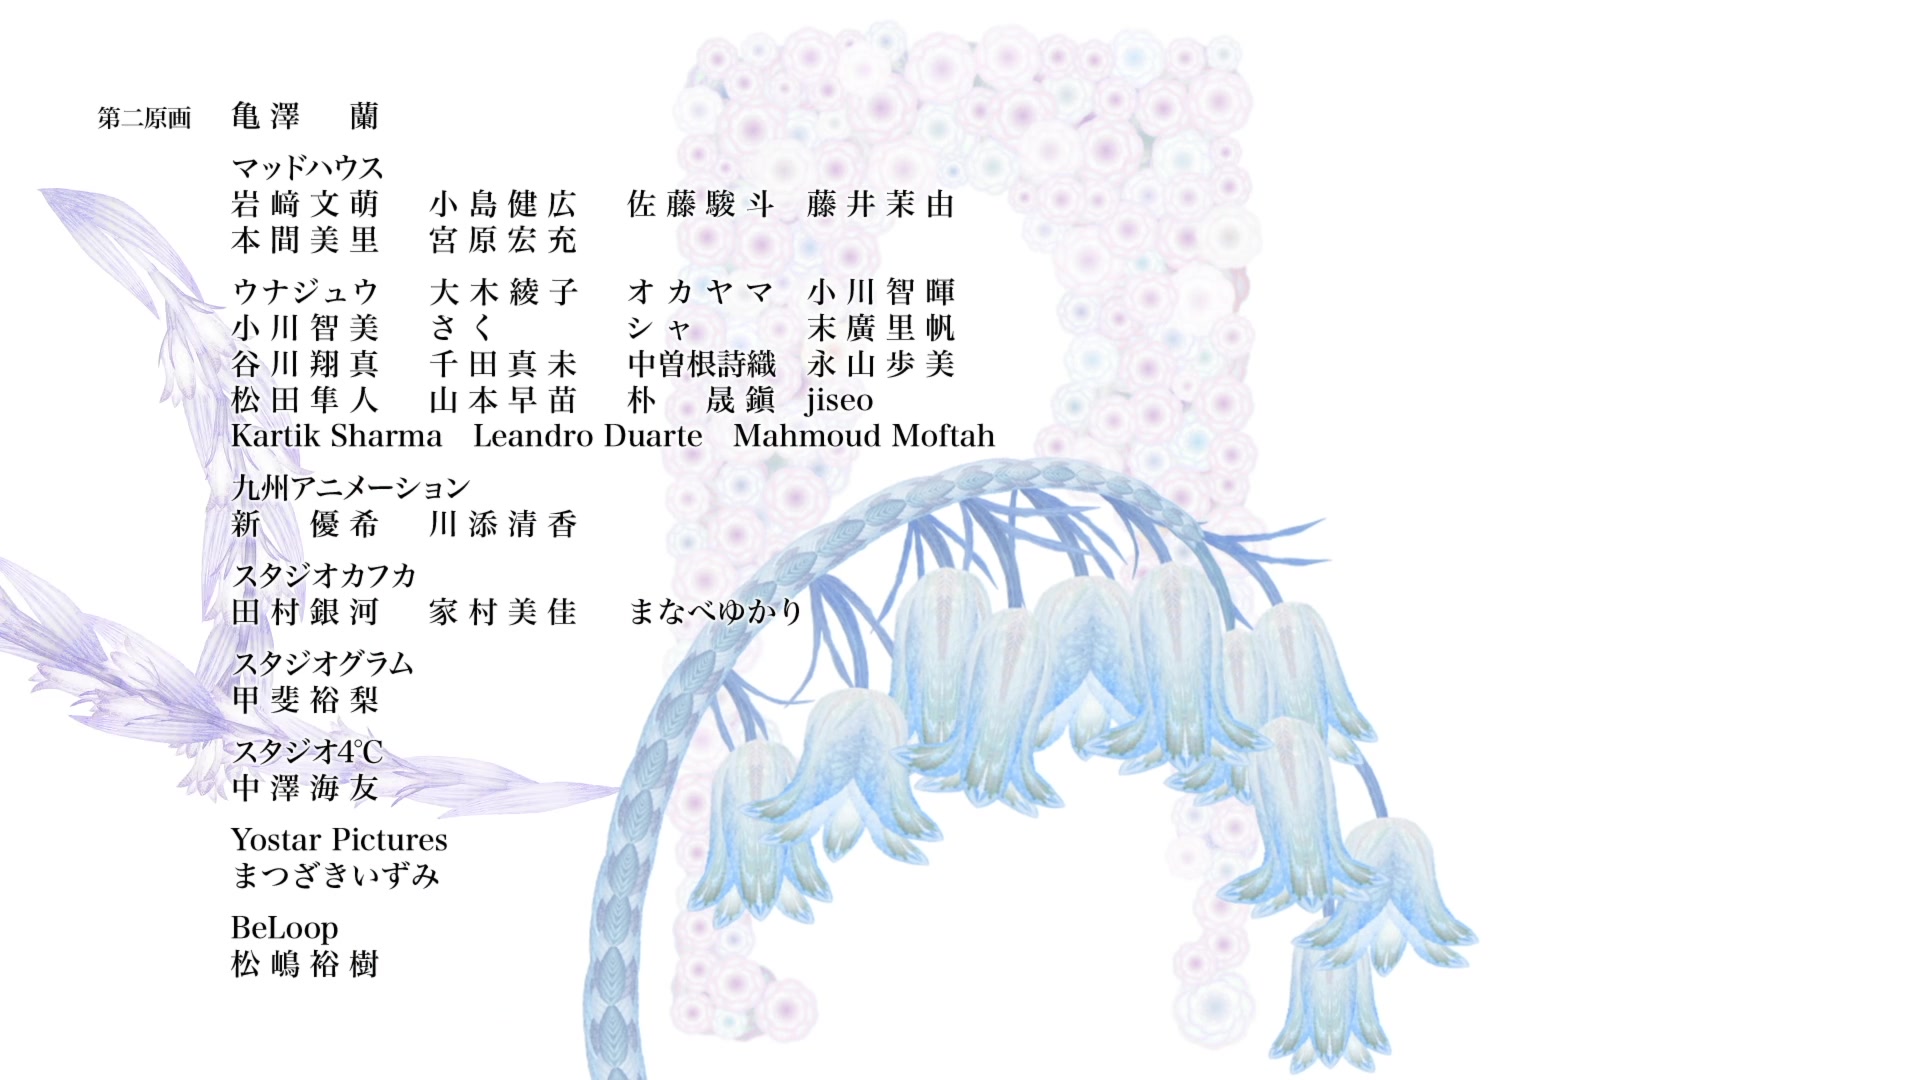 第二原画 亀澤 蘭
マッドハウス
岩﨑文萌 小島健広 佐藤駿斗 藤井茉由
本間美里 宮原宏充
ウナジュウ 大木綾子 オカヤマ 小川智暉
小川智美 さく シャ 末廣里帆
谷川翔真 千田真未 中曽根詩織 永山歩美
松田隼人 山本早苗 朴 晟鎭 jiseo
Kartik Sharma Leandro Duarte Mahmoud Moftah
九州アニメーション
新 優希 川添清香
スタジオカフカ
田村銀河 家村美佳 まなべゆかり
スタジオグラム
甲斐裕梨
スタジオ4℃
中澤海友
Yostar Pictures
まつざきいずみ
BeLoop
松嶋裕樹